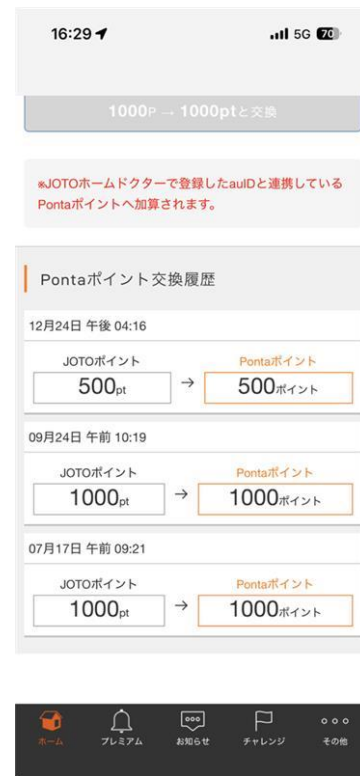 16:29 5G 70
1000P → 1000ptと交換
※JOTOホームドクターで登録したauIDと連携している
Pontaポイントへ加算されます。
Pontaポイント交換履歴
12月24日 午後 04:16
JOTOポイント Pontaポイント
500pt → 500ポイント
09月24日 午前 10:19
JOTOポイント Pontaポイント
1000pt → 1000ポイント
07月17日 午前 09:21
JOTOポイント Pontaポイント
1000pt → 1000ポイント
ホーム プレミアム お知らせ チャレンジ その他